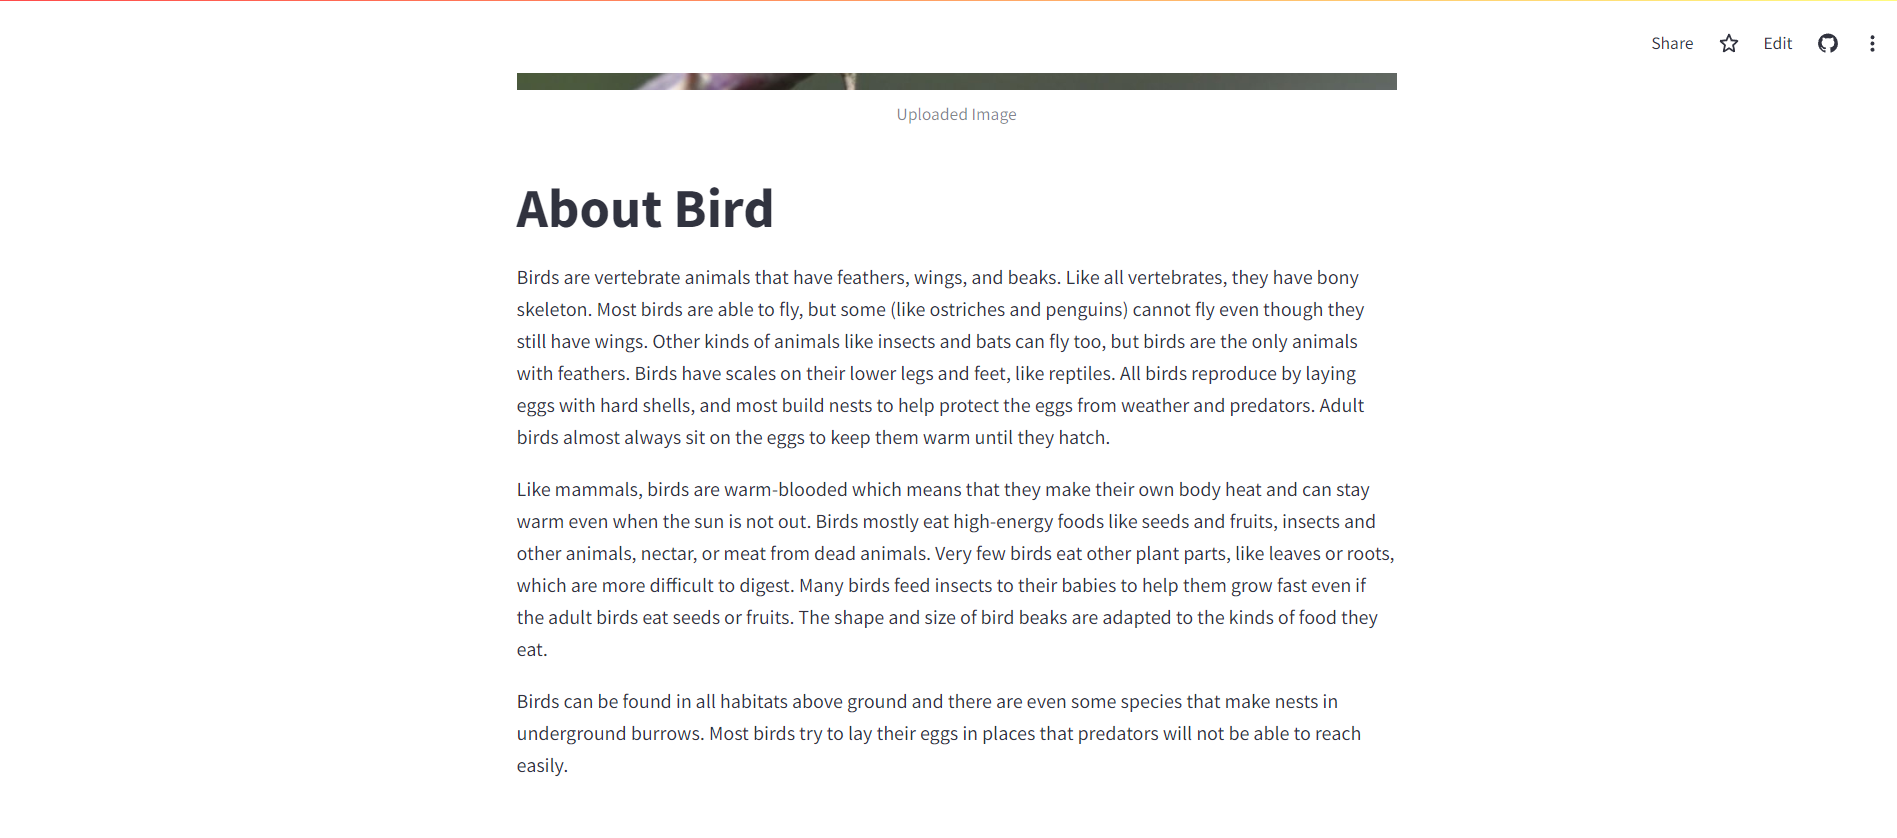 Share
Edit
Uploaded Image
About Bird
Birds are vertebrate animals that have feathers, wings, and beaks. Like all vertebrates, they have bony
skeleton. Most birds are able to fly, but some (like ostriches and penguins) cannot fly even though they
still have wings. Other kinds of animals like insects and bats can fly too, but birds are the only animals
with feathers. Birds have scales on their lower legs and feet, like reptiles. All birds reproduce by laying
eggs with hard shells, and most build nests to help protect the eggs from weather and predators. Adult
birds almost always sit on the eggs to keep them warm until they hatch.
Like mammals, birds are warm-blooded which means that they make their own body heat and can stay
warm even when the sun is not out. Birds mostly eat high-energy foods like seeds and fruits, insects and
other animals, nectar, or meat from dead animals. Very few birds eat other plant parts, like leaves or roots,
which are more difficult to digest. Many birds feed insects to their babies to help them grow fast even if
the adult birds eat seeds or fruits. The shape and size of bird beaks are adapted to the kinds of food they
eat.
Birds can be found in all habitats above ground and there are even some species that make nests in
underground burrows. Most birds try to lay their eggs in places that predators will not be able to reach
easily.